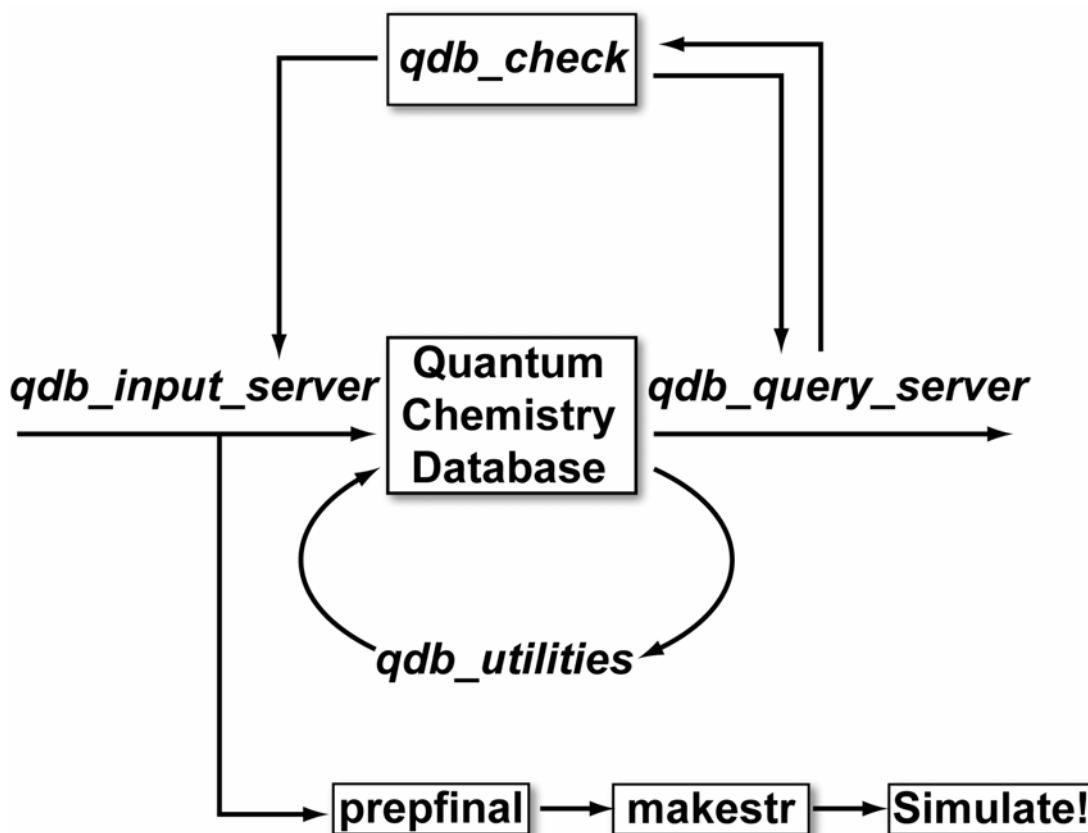 qdb_check
qdb_input_server
Quantum
Chemistry
Database
qdb_query_server
qdb_utilities
prepfinal
makestr
Simulate!